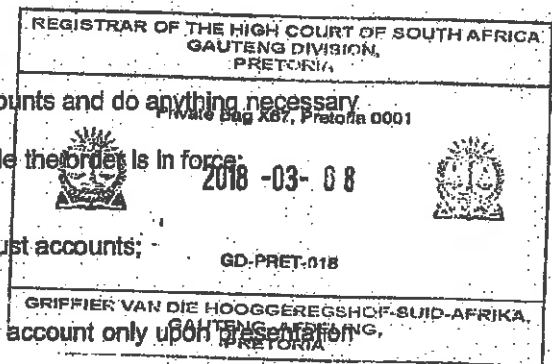 REGISTRAR OF THE HIGH COURT OF SOUTH AFRICA
GAUTENG DIVISION,
PRETORIA
ounts and do anything necessary
Private Bag X67, Pretoria 0001
le the order is in force;
2018 -03- 08
ust accounts;
GD-PRET-018
GRIFFIER VAN DIE HOOGGEREGSHOF-SUID-AFRIKA,
account only upon presentation
GAUTENG AFDELING,
PRETORIA